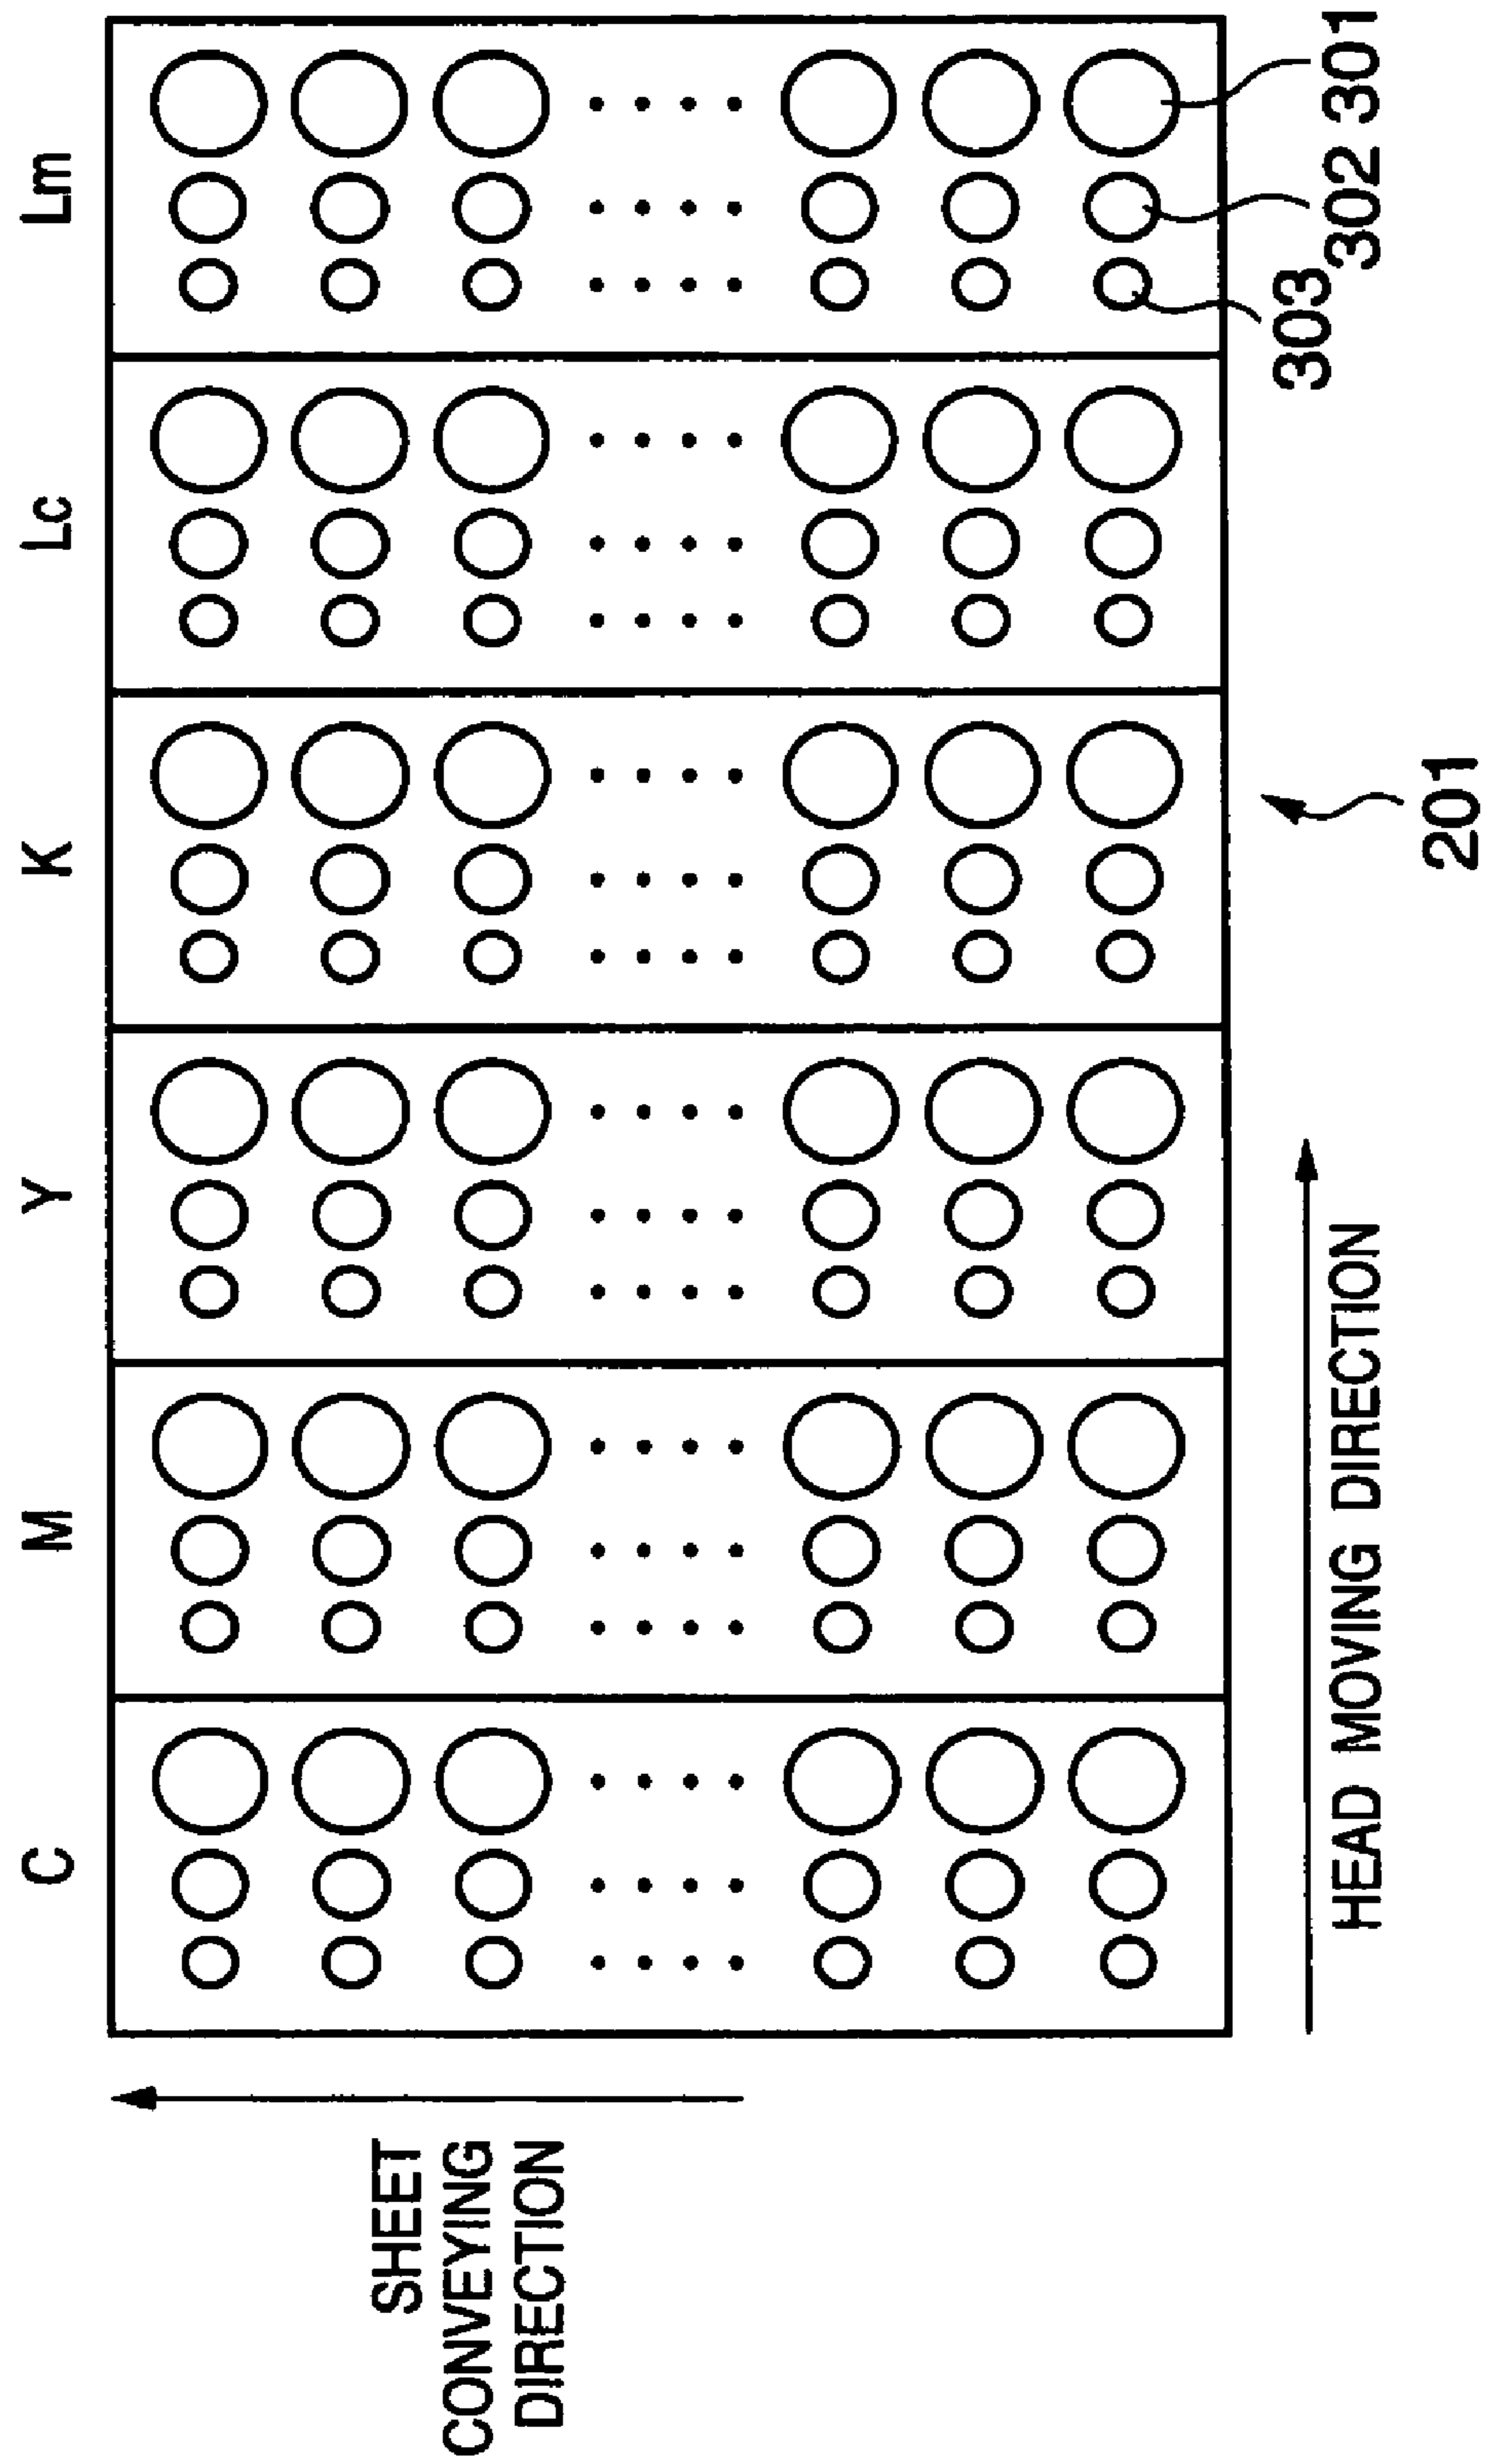 C M Y K Lc Lm
SHEET
CONVEYING
DIRECTION
303
302
301
201
HEAD MOVING DIRECTION